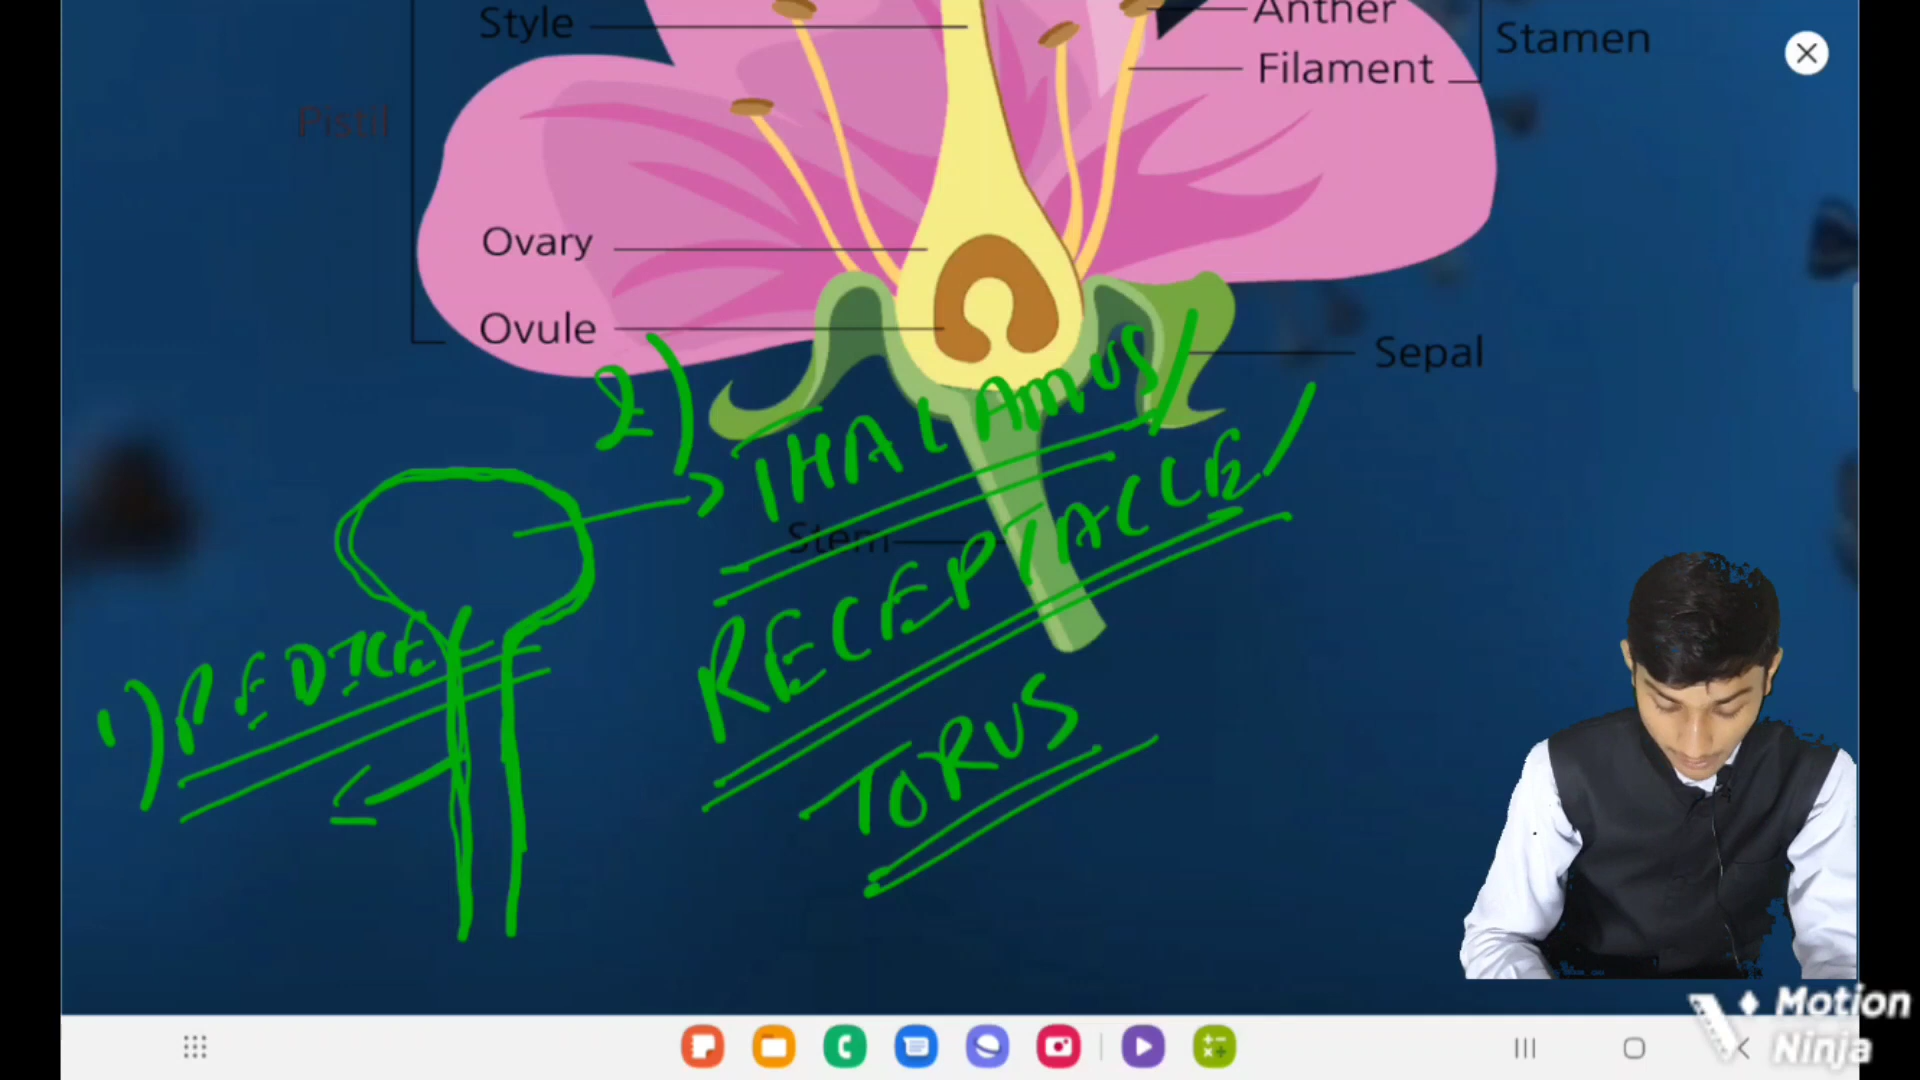 Style
Anther
Stamen
Filament
Pistil
Ovary
Ovule
Sepal
2) THALAMUS/
Stem
RECEPTACLE/
1) PEDICEL
TORUS
Motion
Ninja